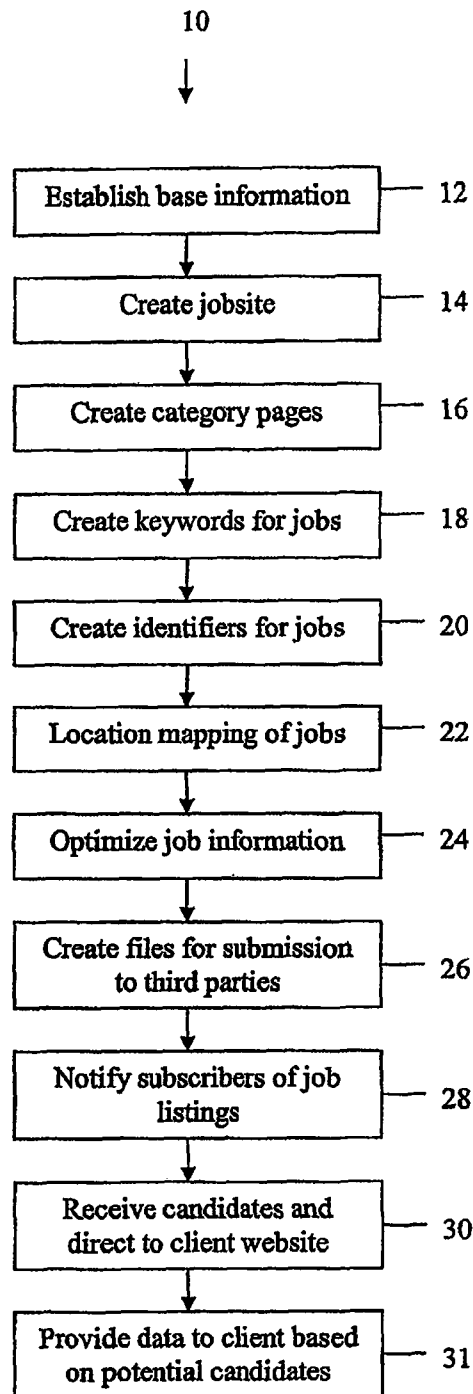 10
Establish base information 12
Create jobsite 14
Create category pages 16
Create keywords for jobs 18
Create identifiers for jobs 20
Location mapping of jobs 22
Optimize job information 24
Create files for submission
to third parties 26
Notify subscribers of job
listings 28
Receive candidates and
direct to client website 30
Provide data to client based
on potential candidates 31